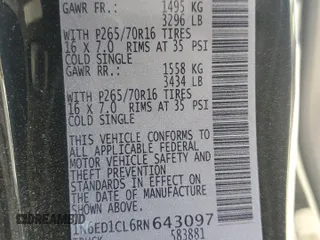 GAWR FR.: 1495 KG
3296 LB
WITH P265/70R16 TIRES
16 X 7.0 RIMS AT 35 PSI
COLD SINGLE
GAWR RR.: 1558 KG
3434 LB
WITH P265/70R16 TIRES
16 X 7.0 RIMS AT 35 PSI
COLD SINGLE
THIS VEHICLE CONFORMS TO
ALL APPLICABLE FEDERAL
MOTOR VEHICLE SAFETY AND
THEFT PREVENTION
STANDARDS IN EFFECT ON
THE DATE OF MANUFACTURE
SHOWN ABOVE.
1N6ED1CL6RN643097
TRUCK 583881
DREAMBID